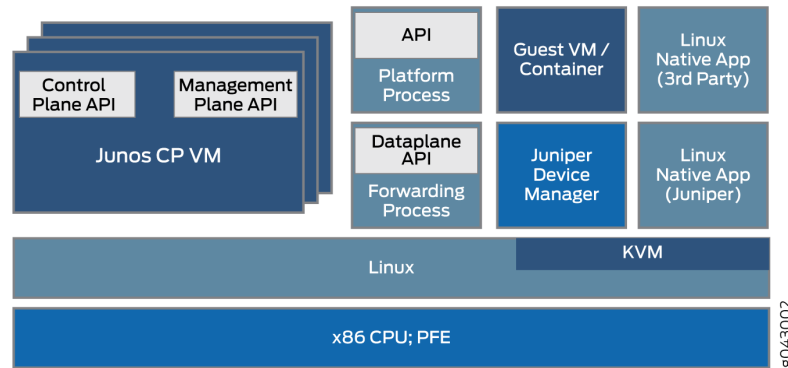 Control
Plane API
Management
Plane API
Junos CP VM
API
Platform
Process
Guest VM /
Container
Linux
Native App
(3rd Party)
Dataplane
API
Forwarding
Process
Juniper
Device
Manager
Linux
Native App
(Juniper)
Linux
KVM
x86 CPU; PFE
g043002